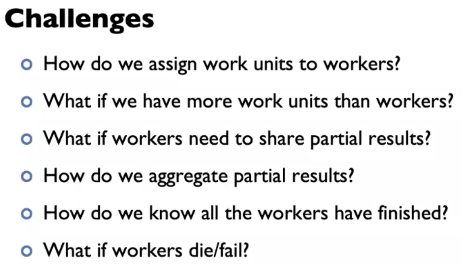 Challenges
How do we assign work units to workers?
What if we have more work units than workers?
What if workers need to share partial results?
How do we aggregate partial results?
How do we know all the workers have finished?
What if workers die/fail?